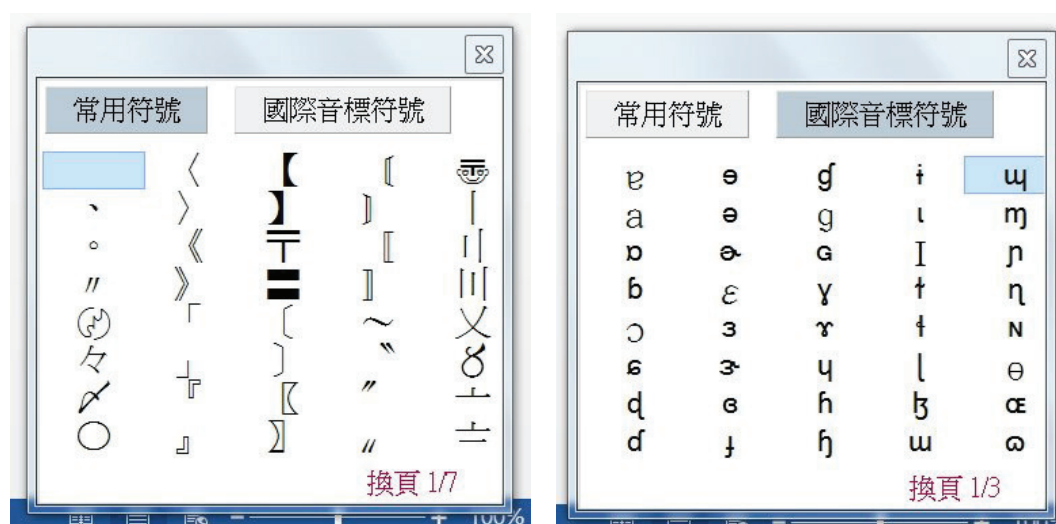 常用符號 國際音標符號
〈 【 〘 〠
、 〉 】 〙 〡
。 《 〒 〚 〢
〃 》 〓 〛 〣
〄 「 〔 〜 〤
々 」 〕 〝 〥
〆 『 〖 〞 〦
〇 』 〗 〟 〧
換頁 1/7
100%
常用符號 國際音標符號
ɐ ɘ ɠ ɨ ɰ
ɑ ə ɡ ɩ ɱ
ɒ ɚ ɢ ɪ ɲ
ɓ ɛ ɣ ɫ ɳ
ɔ ɜ ɤ ɬ ɴ
ɕ ɝ ɥ ɭ ɵ
ɖ ɞ ɦ ɮ ɶ
ɗ ɟ ɧ ɯ ɷ
換頁 1/3